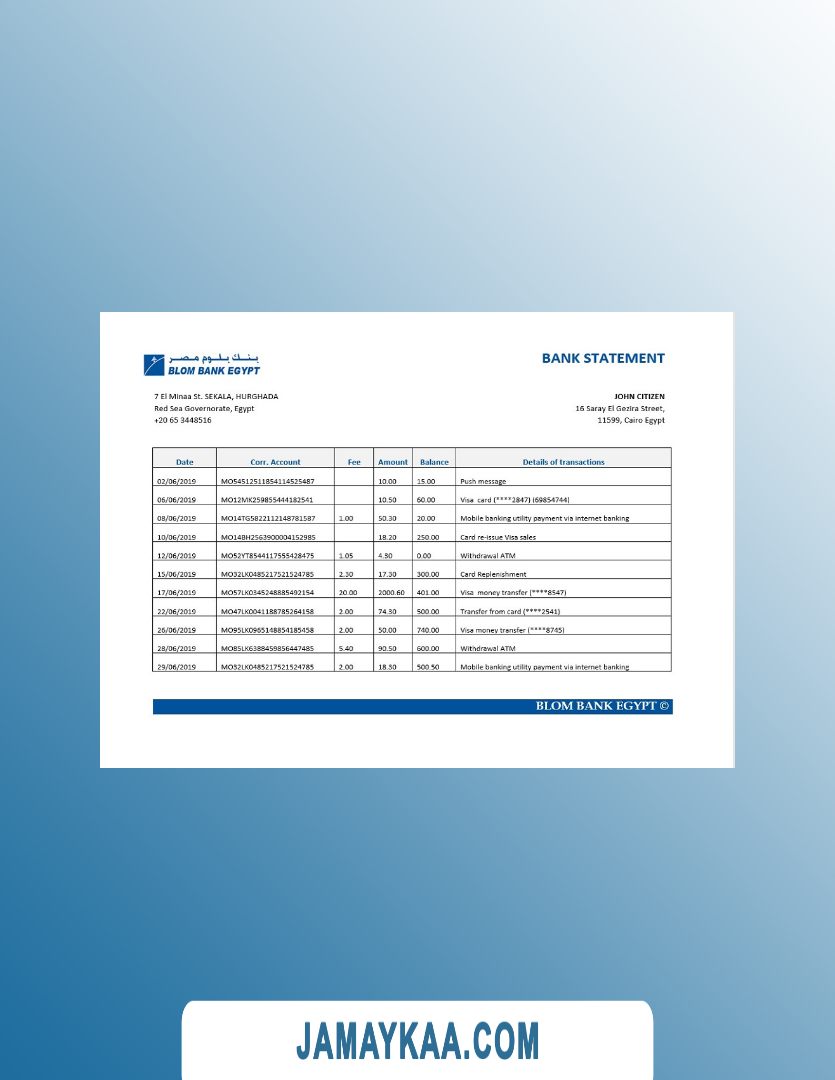 بنك بلوم مصر
BLOM BANK EGYPT
BANK STATEMENT
7 El Minaa St. SEKALA, HURGHADA
Red Sea Governorate, Egypt
+20 65 3448516
JOHN CITIZEN
16 Saray El Gezira Street,
11599, Cairo Egypt
Date Corr. Account Fee Amount Balance Details of transactions
02/06/2019 MO54512511854114525487 10.00 15.00 Push message
06/06/2019 MO12MK259855444182541 10.50 60.00 Visa card (****2847) (69854744)
08/06/2019 MO14TG5822112148781587 1.00 50.30 20.00 Mobile banking utility payment via internet banking
10/06/2019 MO14BH2563900004152985 18.20 250.00 Card re-issue Visa sales
12/06/2019 MO52YT8544117555428475 1.05 4.80 0.00 Withdrawal ATM
15/06/2019 MO32LK0485217521524785 2.30 17.30 300.00 Card Replenishment
17/06/2019 MO57LK0345248885492154 20.00 2000.60 401.00 Visa money transfer (****8547)
22/06/2019 MO47LK0041188785264158 2.00 74.30 500.00 Transfer from card (****2541)
26/06/2019 MO95LK0965148854185458 2.00 50.00 740.00 Visa money transfer (****8745)
28/06/2019 MO85LK6388459856447485 5.40 90.50 600.00 Withdrawal ATM
29/06/2019 MO32LK0485217521524785 2.00 18.30 500.50 Mobile banking utility payment via internet banking
BLOM BANK EGYPT ©
JAMAYKAA.COM